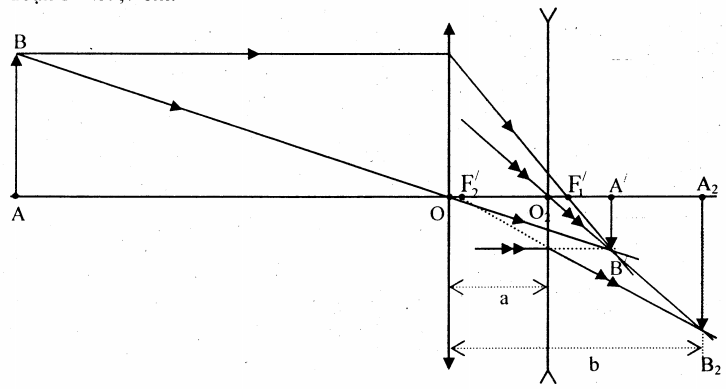 B
F₂′ F₁′ A′ A₂
A O O₂
B′
a
b B₂